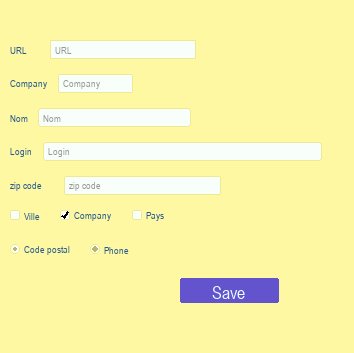 URL URL
Company Company
Nom Nom
Login Login
zip code zip code
Ville Company Pays
Code postal Phone
Save